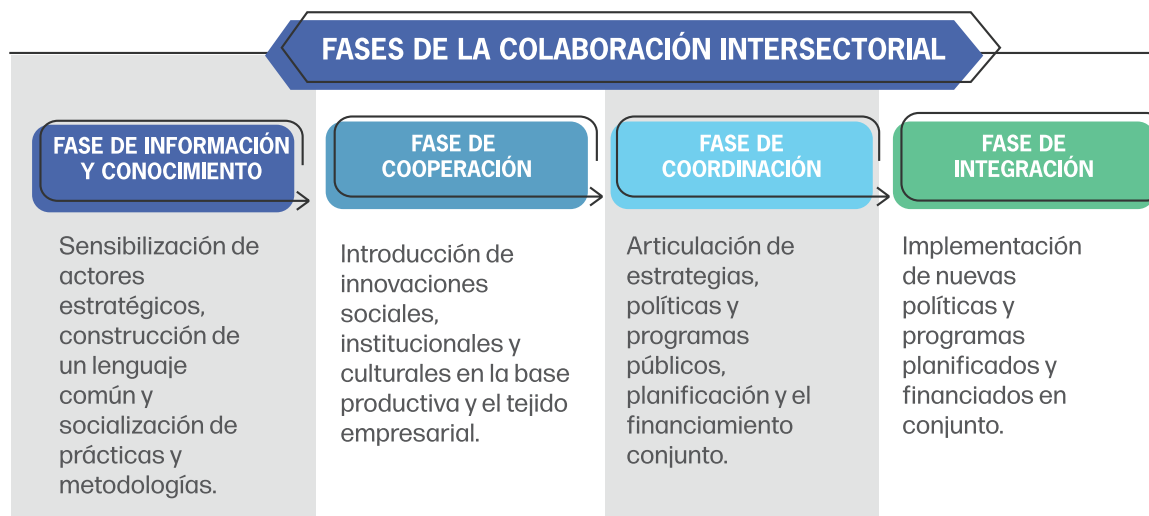 FASES DE LA COLABORACIÓN INTERSECTORIAL
FASE DE INFORMACIÓN
Y CONOCIMIENTO
Sensibilización de
actores
estratégicos,
construcción de
un lenguaje
común y
socialización de
prácticas y
metodologías.
FASE DE
COOPERACIÓN
Introducción de
innovaciones
sociales,
institucionales y
culturales en la base
productiva y el tejido
empresarial.
FASE DE
COORDINACIÓN
Articulación de
estrategias,
políticas y
programas
públicos,
planificación y el
financiamiento
conjunto.
FASE DE
INTEGRACIÓN
Implementación
de nuevas
políticas y
programas
planificados y
financiados en
conjunto.